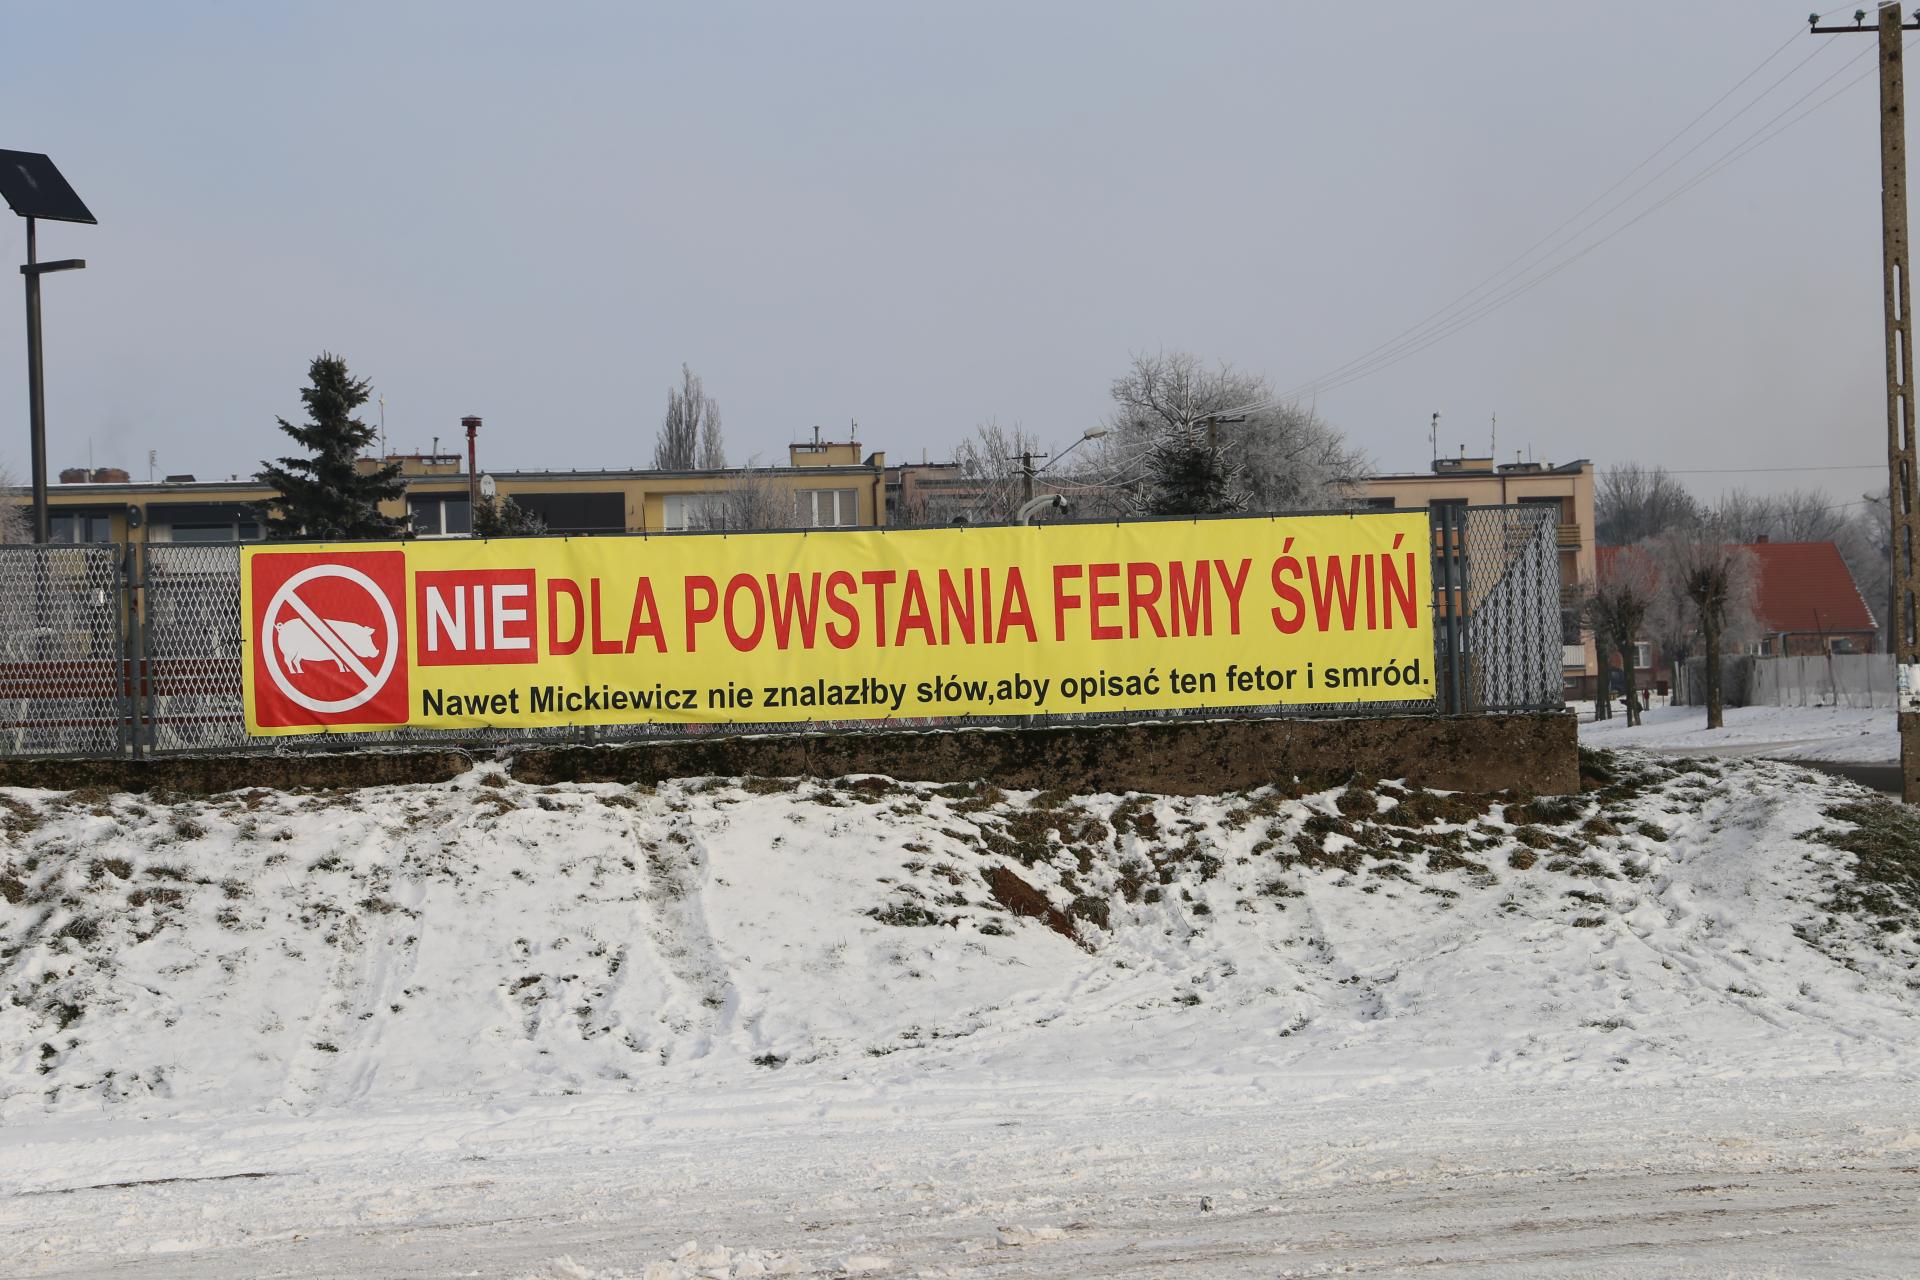 NIE DLA POWSTANIA FERMY ŚWIŃ
Nawet Mickiewicz nie znalazłby słów,aby opisać ten fetor i smród.